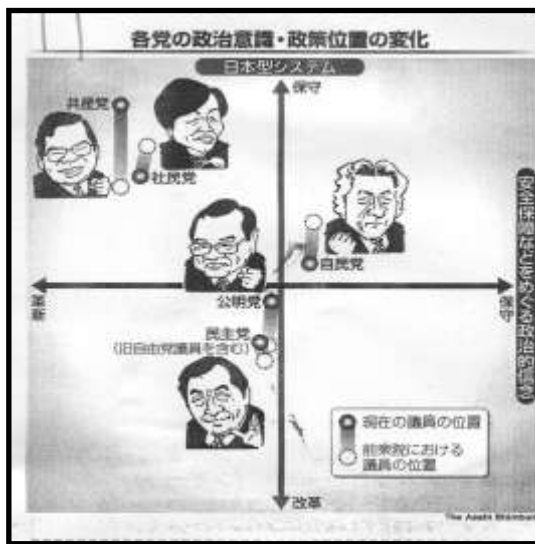 各党の政治意識・政策位置の変化
日本型システム
保守
共産党
社民党
自民党
革新
保守
安全保障などをめぐる政治的信念
公明党
民主党
(旧自由党議員を含む)
現在の議員の位置
前衆院における
議員の位置
改革
The Asahi Shimbun